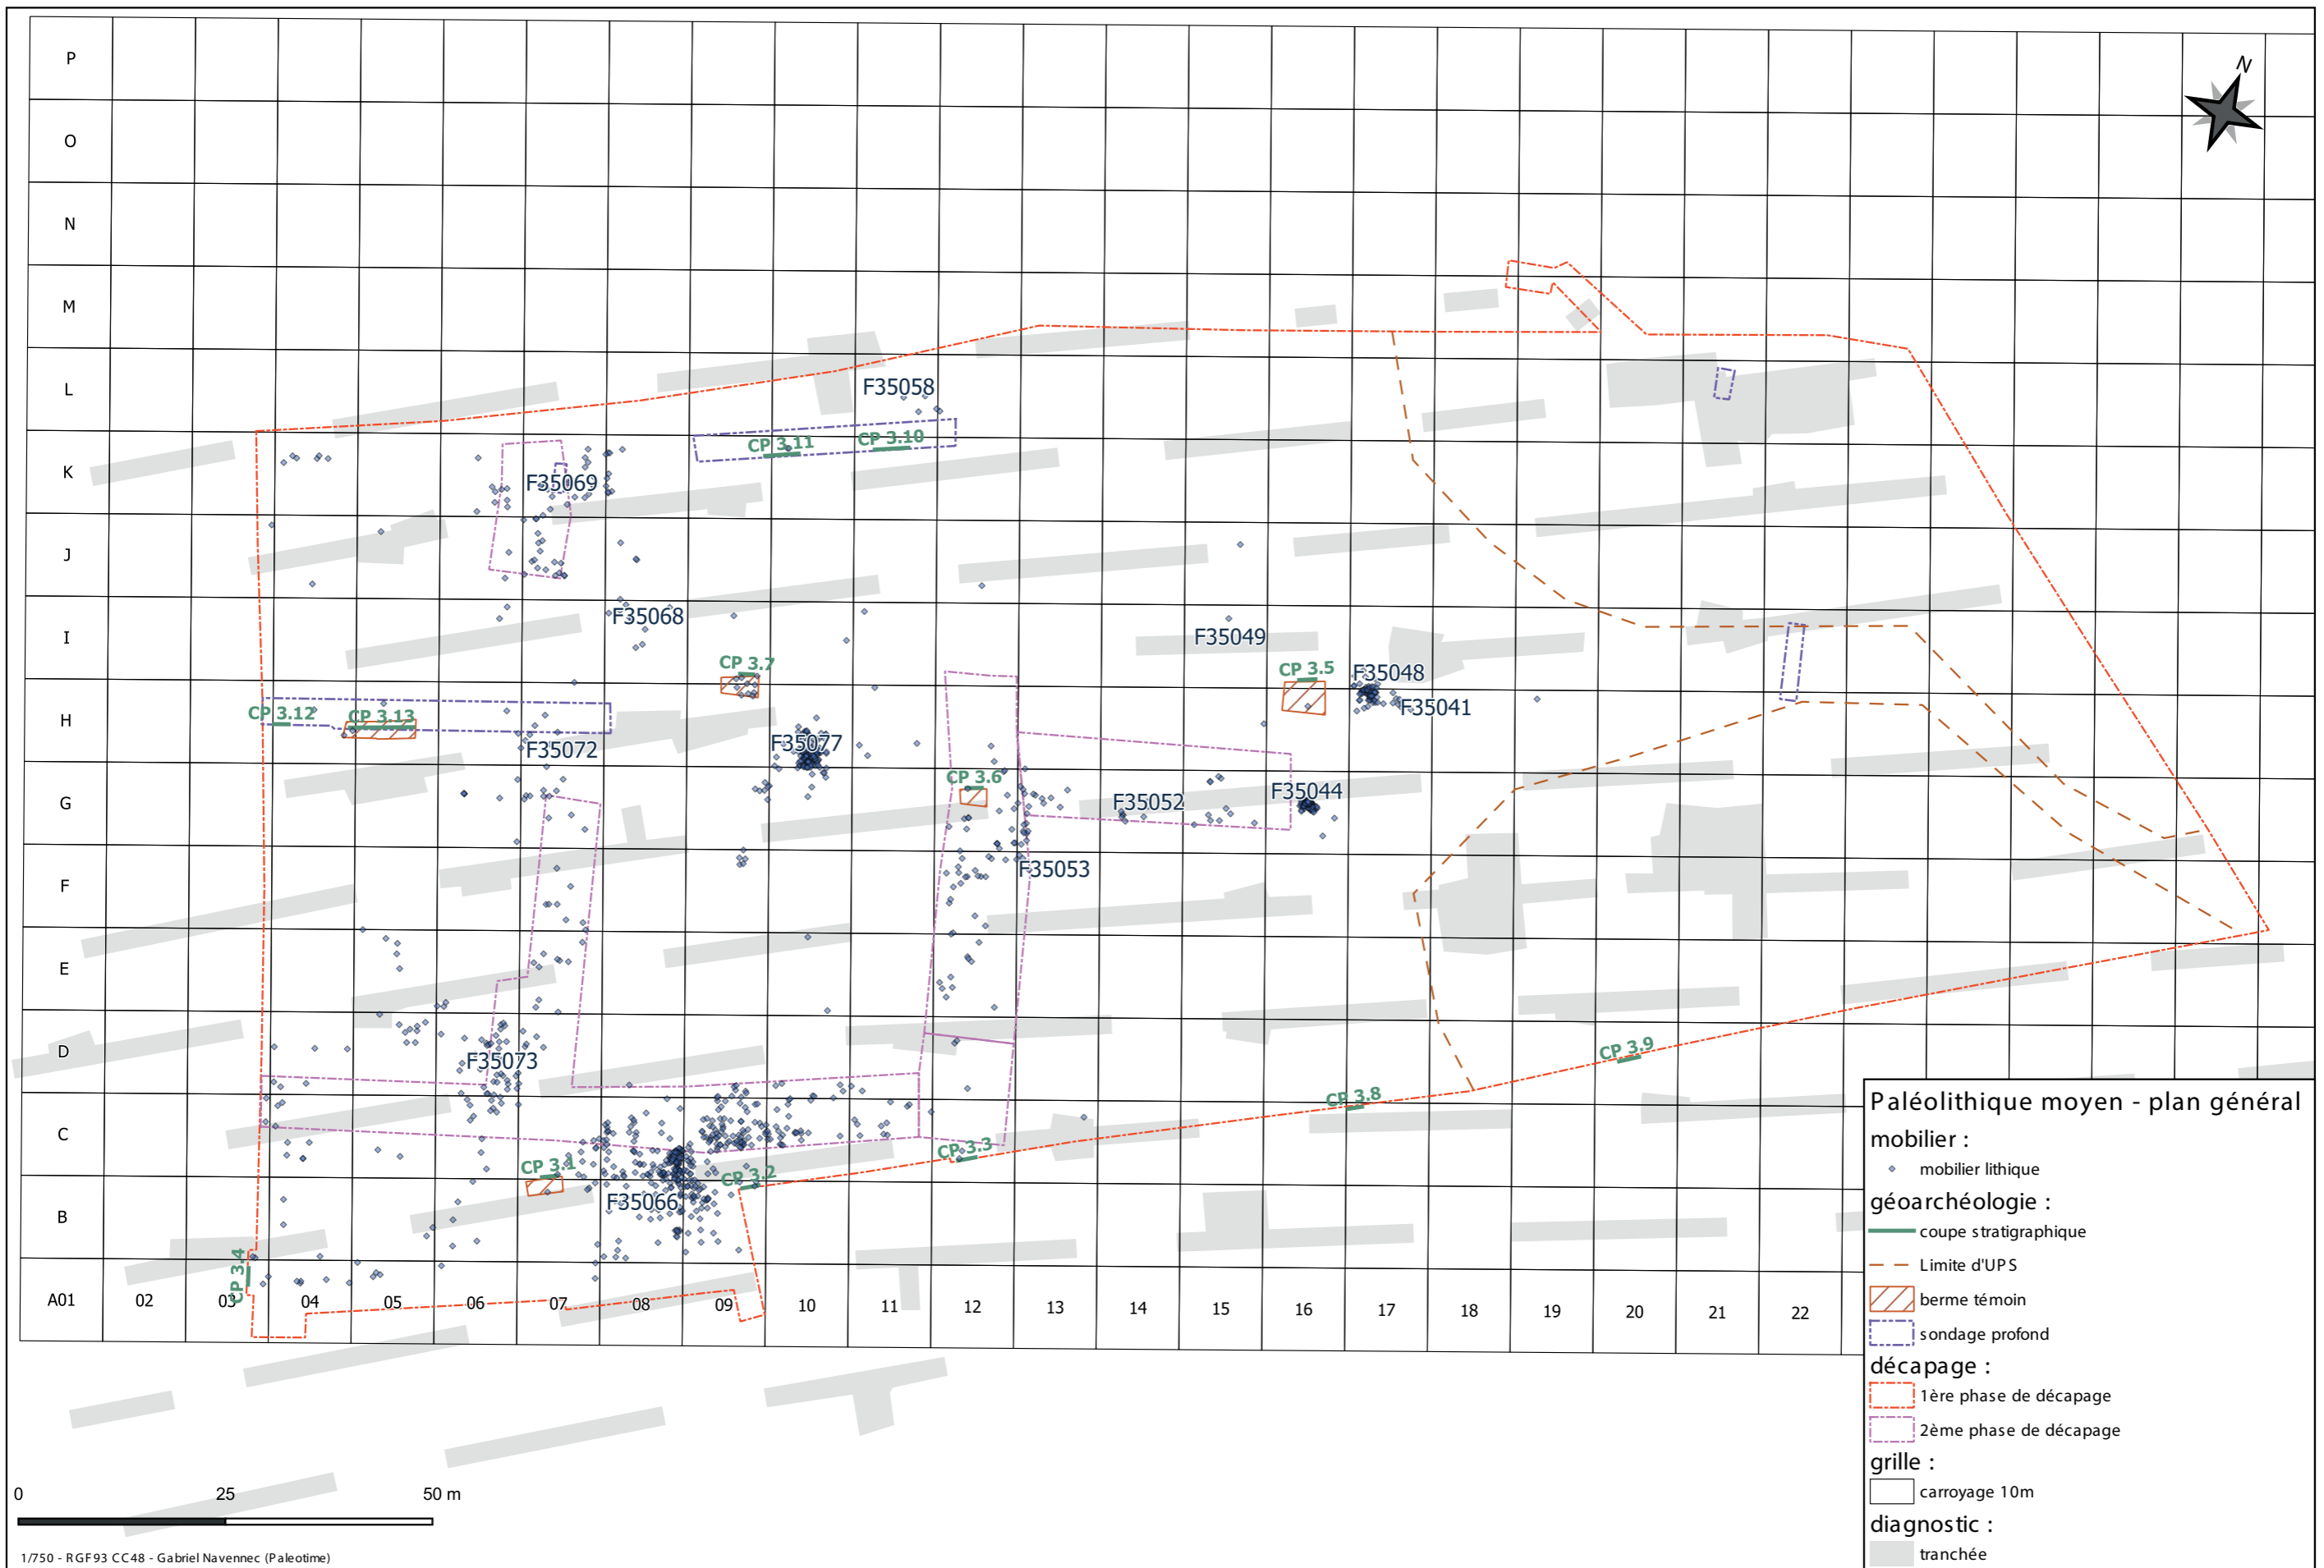 N
P
O
N
M
L
K
J
I
H
G
F
E
D
C
B
A01 02 03 04 05 06 07 08 09 10 11 12 13 14 15 16 17 18 19 20 21 22
F35058
CP 3.11
CP 3.10
F35069
F35068
F35049
CP 3.7
CP 3.5
F35048
F35041
CP 3.12
CP 3.13
F35072
F35077
CP 3.6
F35052
F35044
F35053
F35073
CP 3.9
CP 3.8
CP 3.3
CP 3.1
CP 3.2
F35066
CP 3.4
Paléolithique moyen - plan général
mobilier :
mobilier lithique
géoarchéologie :
coupe stratigraphique
Limite d'UPS
berme témoin
sondage profond
décapage :
1ère phase de décapage
2ème phase de décapage
grille :
carroyage 10m
diagnostic :
tranchée
0 25 50 m
1/750 - RGF93 CC48 - Gabriel Navennec (Paleotime)